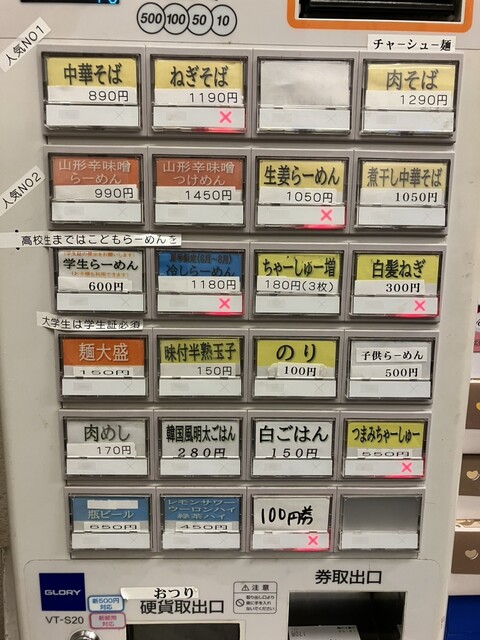 500 100 50 10
人気NO1
チャーシュー麺
中華そば
890円
ねぎそば
1190円
肉そば
1290円
人気NO2
山形辛味噌
らーめん
990円
山形辛味噌
つけめん
1450円
生姜らーめん
1050円
煮干し中華そば
1050円
高校生まではこどもらーめんを
学生らーめん
600円
冷しらーめん
1180円
ちゃーしゅー増
180円(3枚)
白髪ねぎ
300円
大学生は学生証必須
麺大盛
150円
味付半熟玉子
150円
のり
100円
子供らーめん
500円
肉めし
170円
韓国風明太ごはん
280円
白ごはん
150円
つまみちゃーしゅー
550円
瓶ビール
650円
レモンサワー
ウーロンハイ
緑茶ハイ
450円
100円券
GLORY
VT-S20
新500円
対応
新紙幣
対応
おつり
硬貨取出口
注意
券取出口